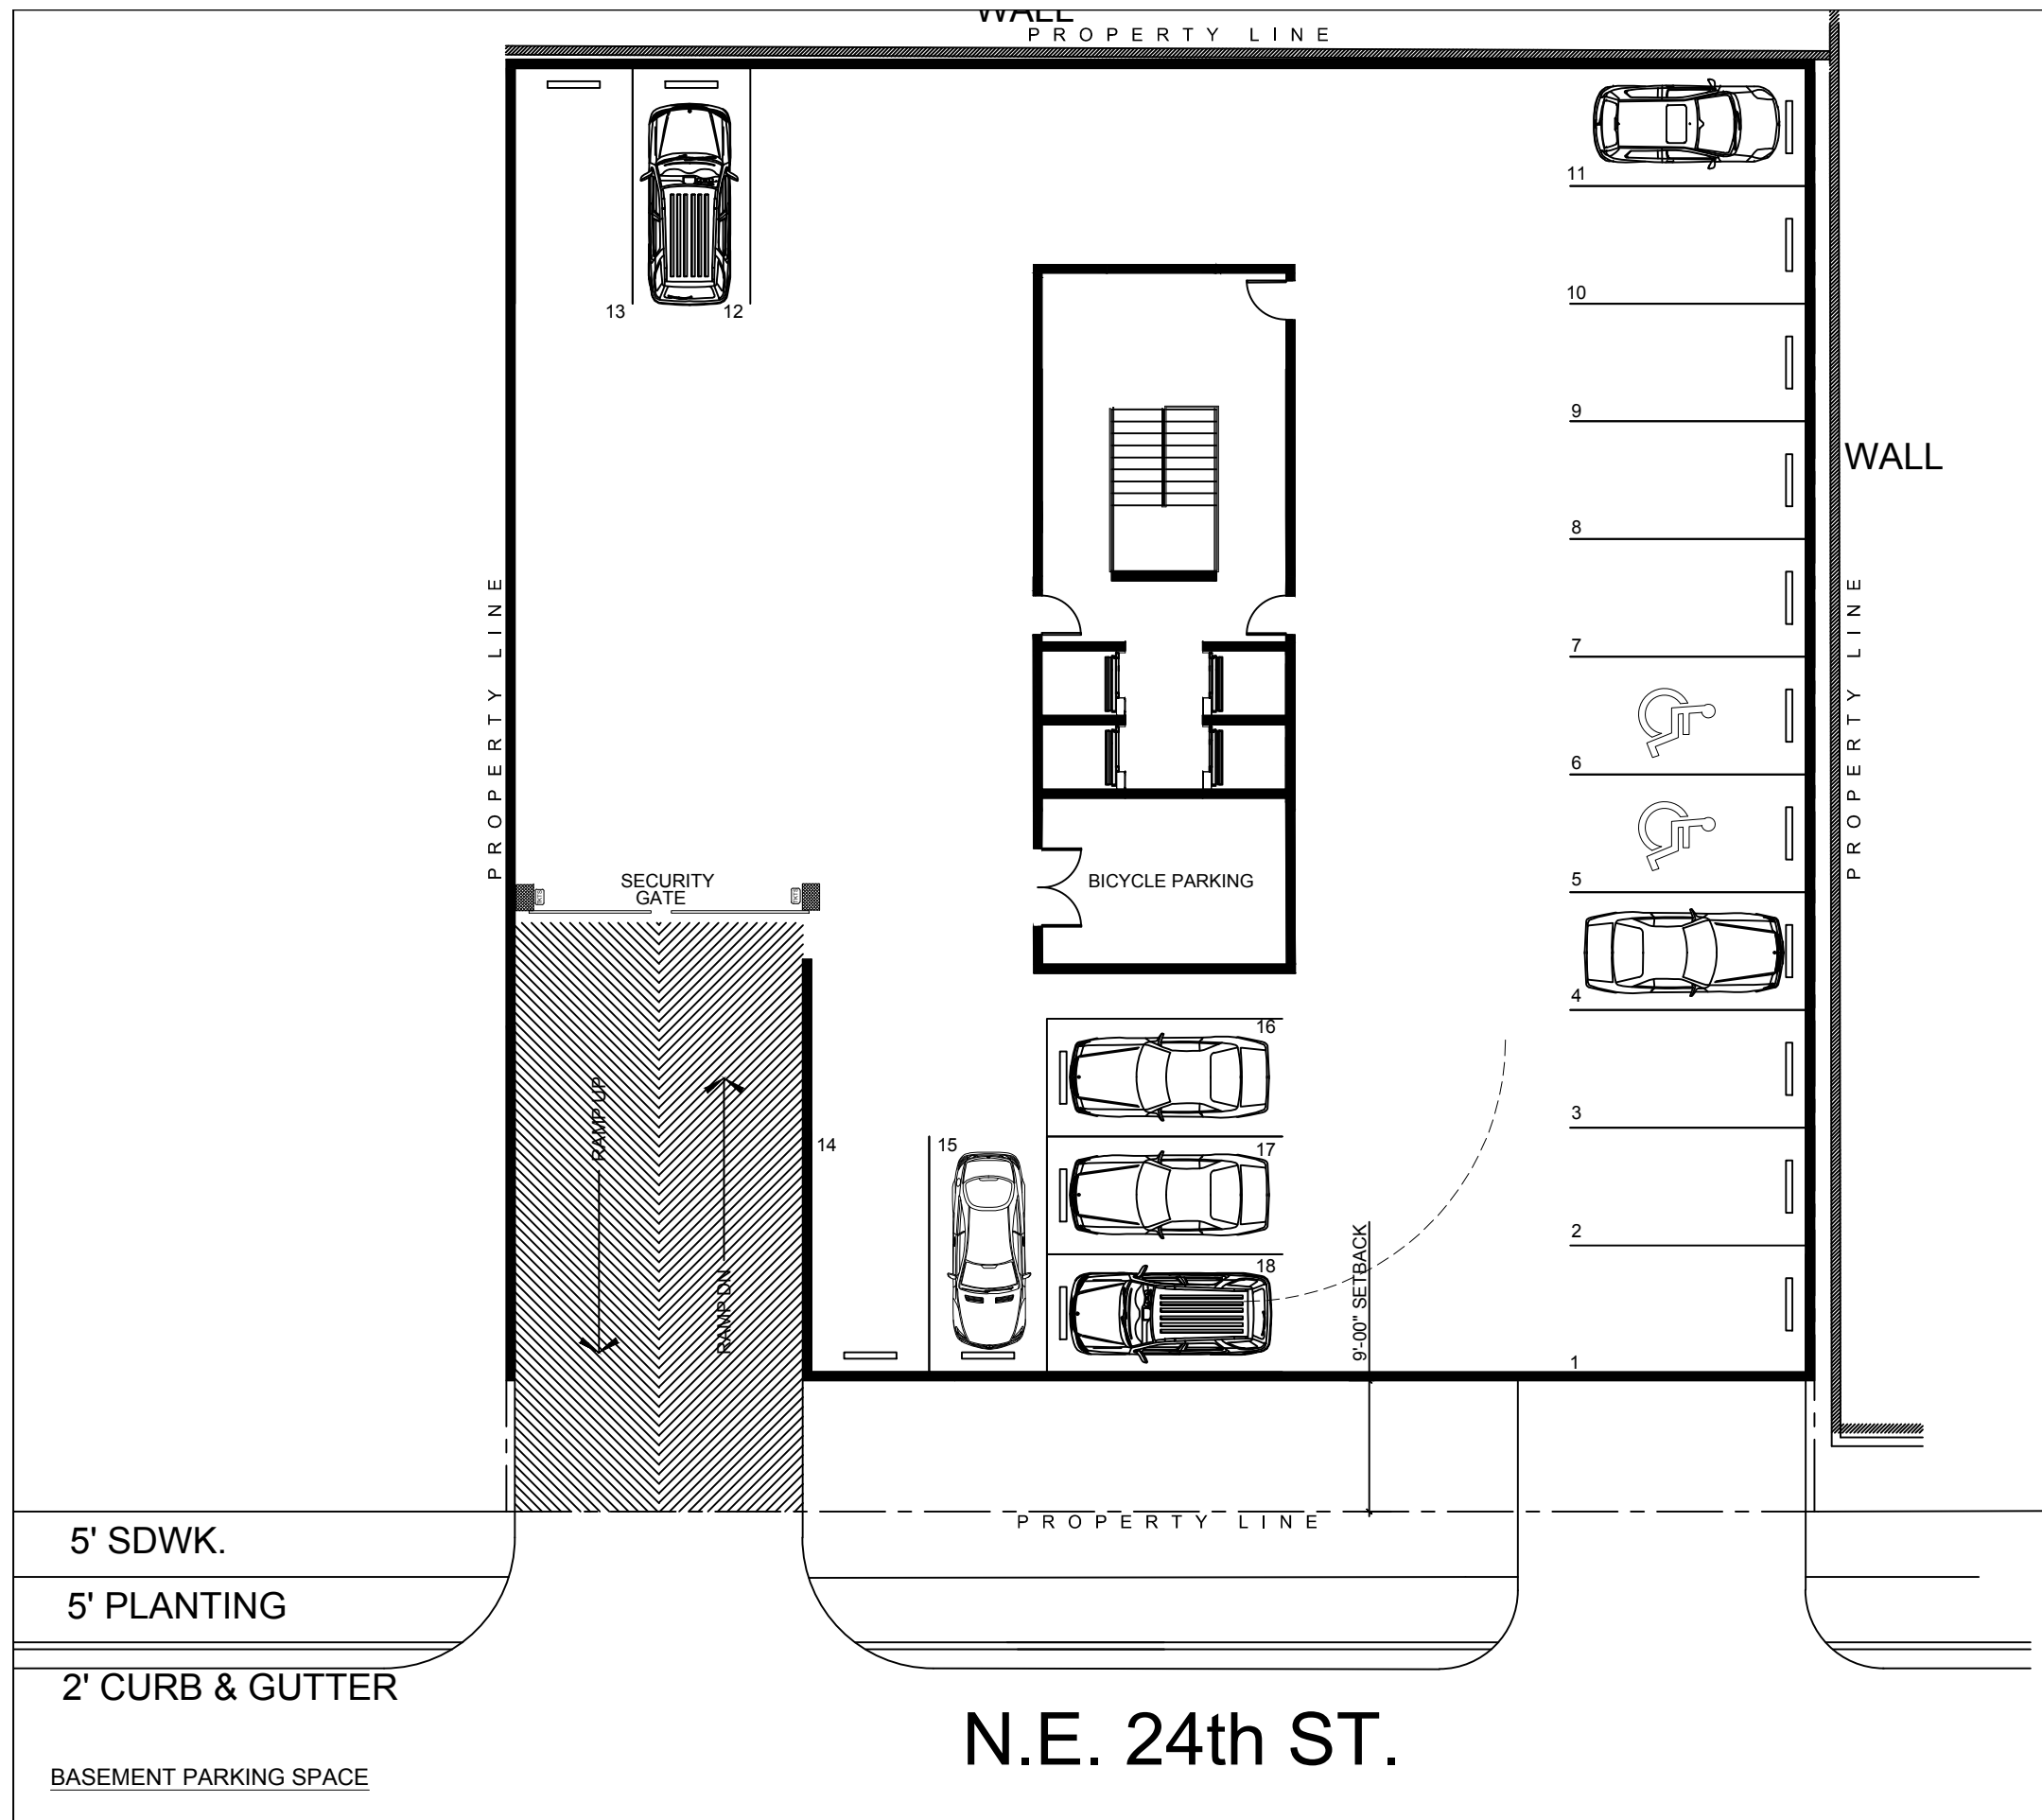 WALL
PROPERTY LINE
11
13
12
10
9
WALL
8
PROPERTY LINE
PROPERTY LINE
7
6
SECURITY
GATE
BICYCLE PARKING
5
4
16
RAMP UP
3
14
15
17
2
9'-00" SETBACK
18
RAMP DN
1
PROPERTY LINE
5' SDWK.
5' PLANTING
2' CURB & GUTTER
N.E. 24th ST.
BASEMENT PARKING SPACE